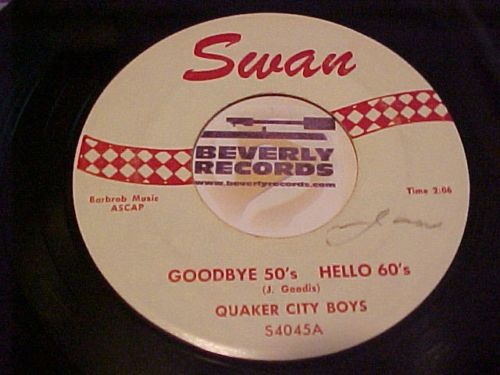 Swan
BEVERLY
RECORDS
www.beverlyrecords.com
Barbrob Music
ASCAP
Time 2:06
GOODBYE 50's HELLO 60's
(J. Goodis)
QUAKER CITY BOYS
S4045A